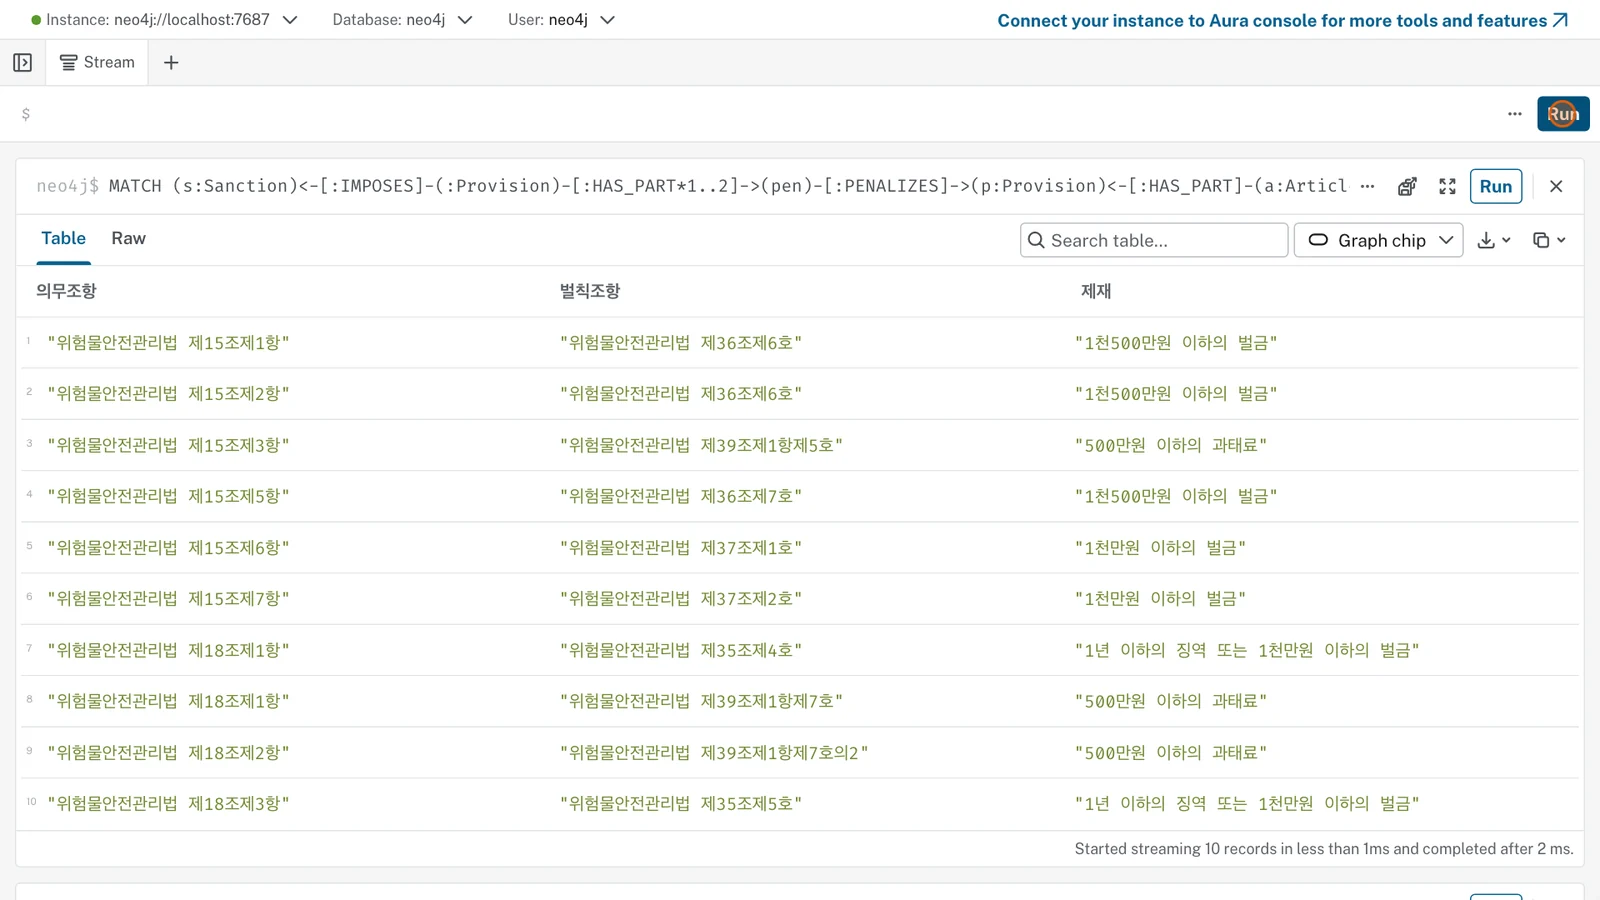 Instance: neo4j://localhost:7687 Database: neo4j User: neo4j Connect your instance to Aura console for more tools and features
Stream
$ Run
neo4j$ MATCH (s:Sanction)<-[:IMPOSES]-(:Provision)-[:HAS_PART*1..2]->(pen)-[:PENALIZES]->(p:Provision)<-[:HAS_PART]-(a:Articl Run
Table Raw Search table... Graph chip
의무조항 벌칙조항 제재
1 "위험물안전관리법 제15조제1항" "위험물안전관리법 제36조제6호" "1천500만원 이하의 벌금"
2 "위험물안전관리법 제15조제2항" "위험물안전관리법 제36조제6호" "1천500만원 이하의 벌금"
3 "위험물안전관리법 제15조제3항" "위험물안전관리법 제39조제1항제5호" "500만원 이하의 과태료"
4 "위험물안전관리법 제15조제5항" "위험물안전관리법 제36조제7호" "1천500만원 이하의 벌금"
5 "위험물안전관리법 제15조제6항" "위험물안전관리법 제37조제1호" "1천만원 이하의 벌금"
6 "위험물안전관리법 제15조제7항" "위험물안전관리법 제37조제2호" "1천만원 이하의 벌금"
7 "위험물안전관리법 제18조제1항" "위험물안전관리법 제35조제4호" "1년 이하의 징역 또는 1천만원 이하의 벌금"
8 "위험물안전관리법 제18조제1항" "위험물안전관리법 제39조제1항제7호" "500만원 이하의 과태료"
9 "위험물안전관리법 제18조제2항" "위험물안전관리법 제39조제1항제7호의2" "500만원 이하의 과태료"
10 "위험물안전관리법 제18조제3항" "위험물안전관리법 제35조제5호" "1년 이하의 징역 또는 1천만원 이하의 벌금"
Started streaming 10 records in less than 1ms and completed after 2 ms.